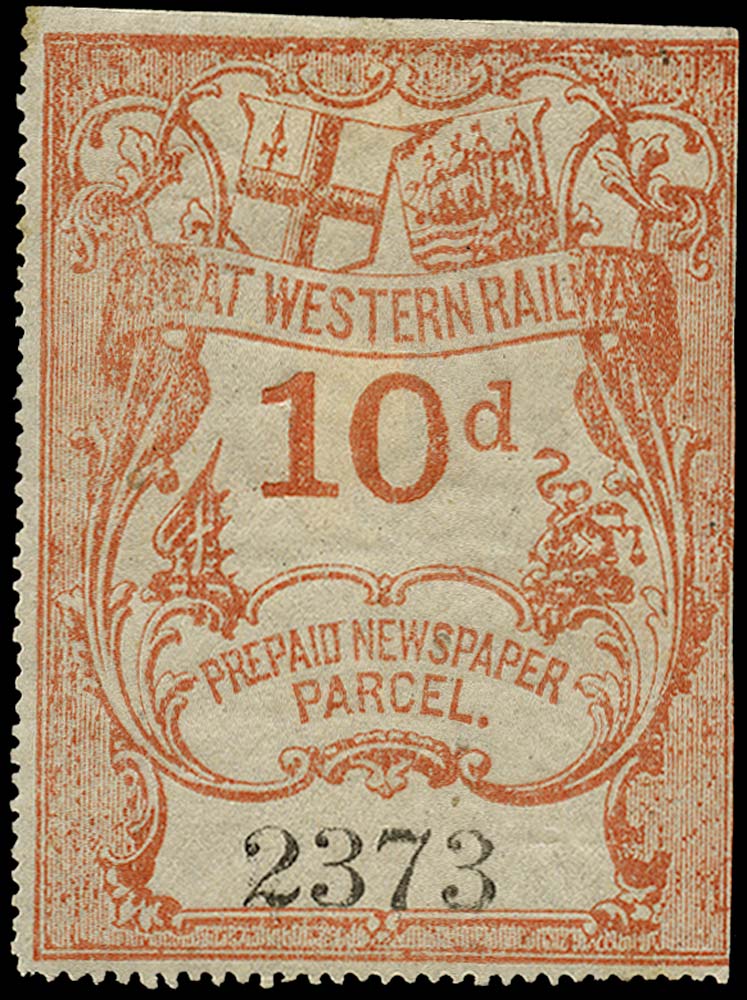 GREAT WESTERN RAILWAY
10d
PREPAID NEWSPAPER
PARCEL.
2373